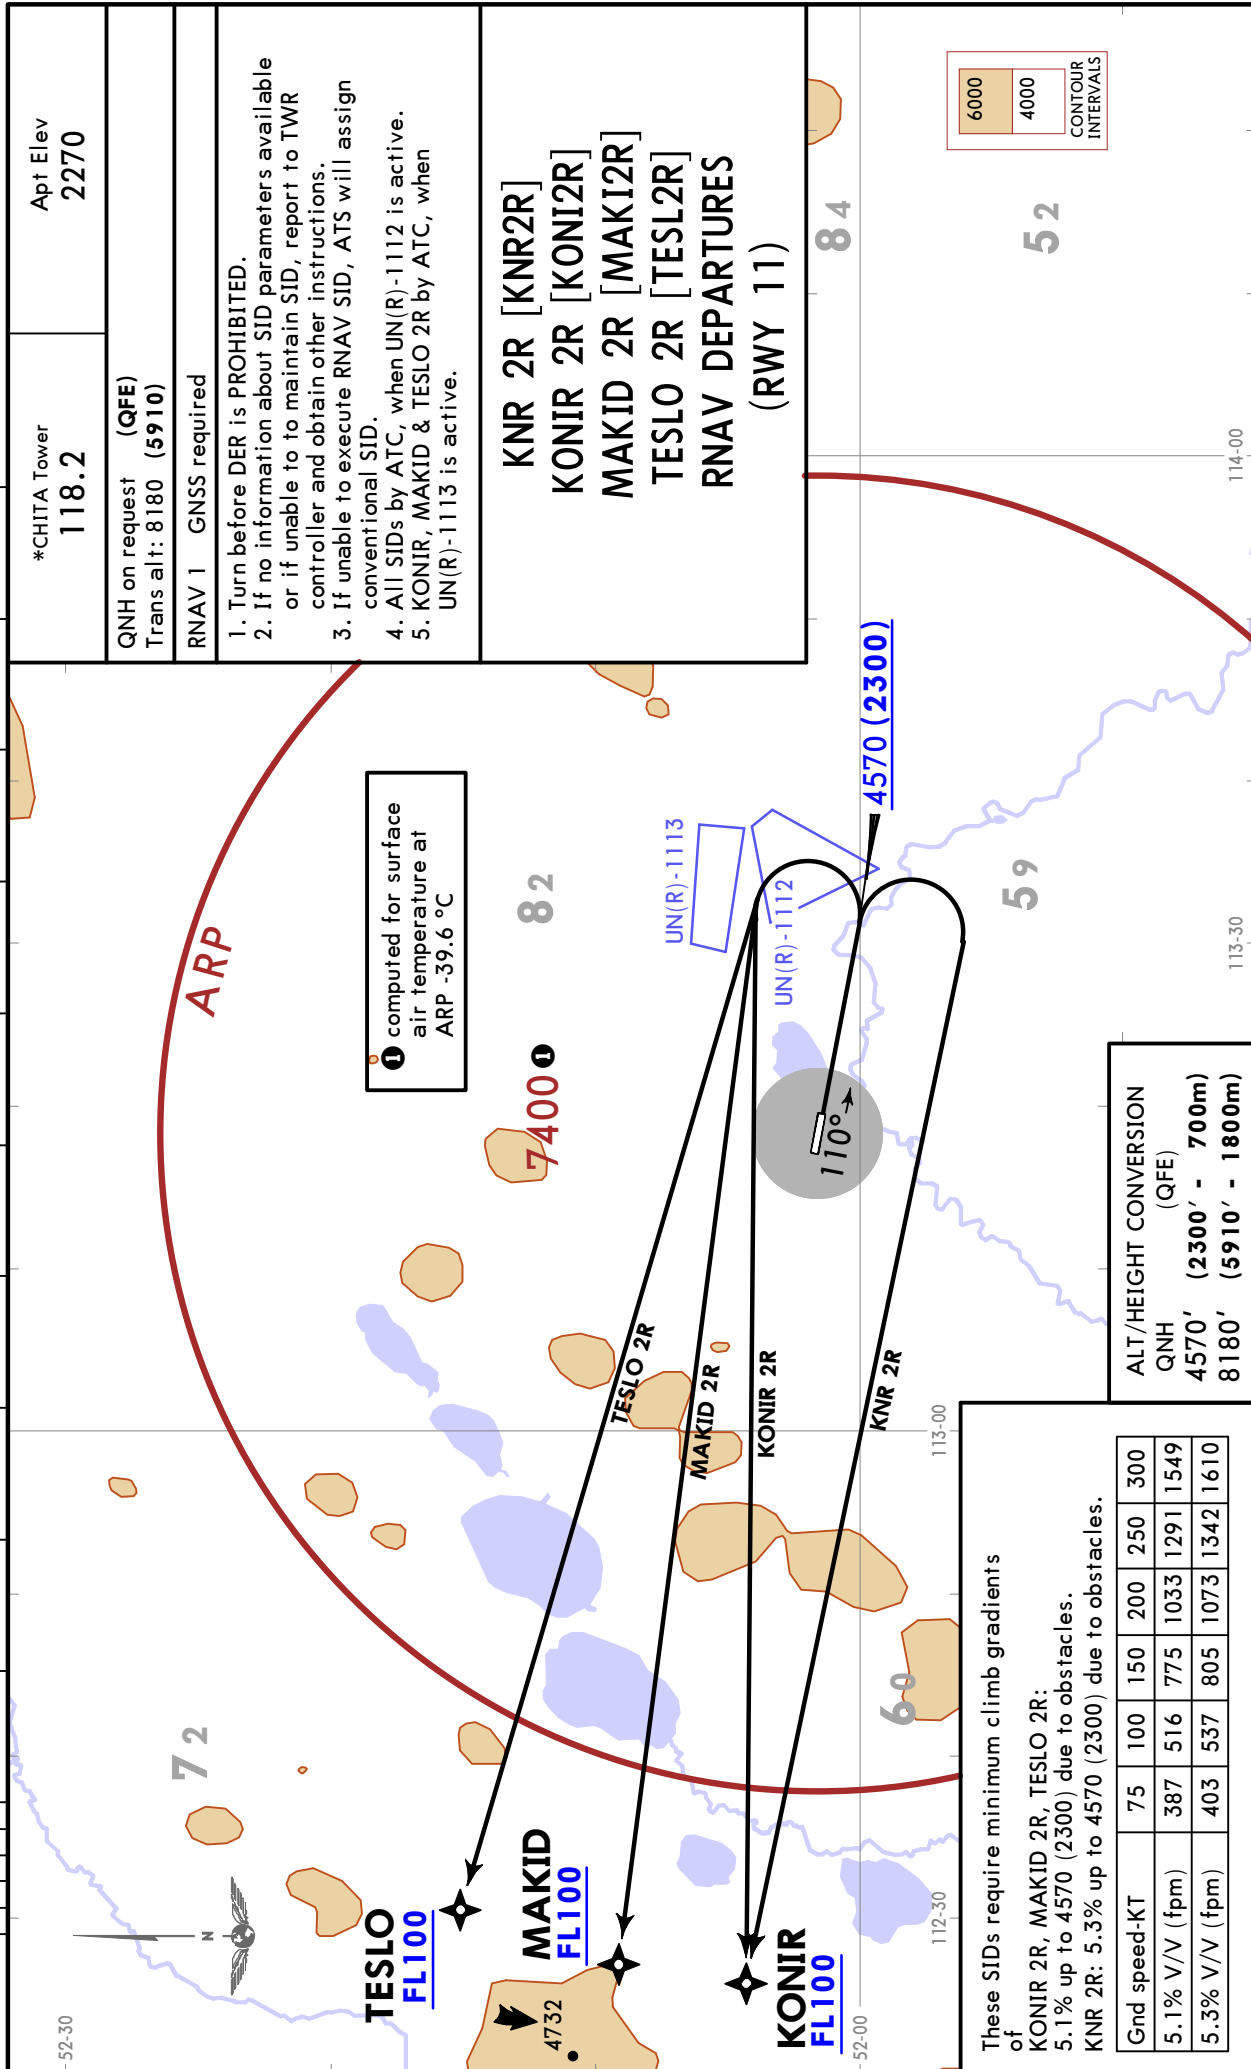 *CHITA Tower
118.2
Apt Elev
2270
QNH on request (QFE)
Trans alt: 8180 (5910)
RNAV 1 GNSS required
1. Turn before DER is PROHIBITED.
2. If no information about SID parameters available
or if unable to maintain SID, report to TWR
controller and obtain other instructions.
3. If unable to execute RNAV SID, ATS will assign
conventional SID.
4. All SIDs by ATC, when UN(R)-1112 is active.
5. KONIR, MAKID & TESLO 2R by ATC, when
UN(R)-1113 is active.
KNR 2R [KNR2R]
KONIR 2R [KONI2R]
MAKID 2R [MAKI2R]
TESLO 2R [TESL2R]
RNAV DEPARTURES
(RWY 11)
6000
4000
CONTOUR
INTERVALS
52-30
72
N
ARP
1 computed for surface
air temperature at
ARP -39.6 °C
82
7400 1
84
52
TESLO
FL100
MAKID
FL100
4732
KONIR
FL100
TESLO 2R
MAKID 2R
KONIR 2R
KNR 2R
UN(R)-1113
UN(R)-1112
4570 (2300)
110°
60
59
52-00
112-30
113-00
113-30
114-00
These SIDs require minimum climb gradients
of
KONIR 2R, MAKID 2R, TESLO 2R:
5.1% up to 4570 (2300) due to obstacles.
KNR 2R: 5.3% up to 4570 (2300) due to obstacles.
Gnd speed-KT 75 100 150 200 250 300
5.1% V/V (fpm) 387 516 775 1033 1291 1549
5.3% V/V (fpm) 403 537 805 1073 1342 1610
ALT/HEIGHT CONVERSION
QNH (QFE)
4570' (2300' - 700m)
8180' (5910' - 1800m)